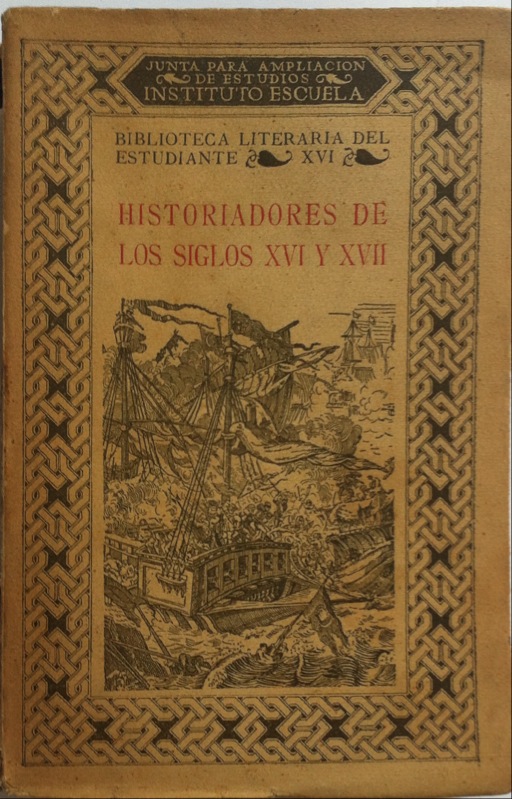 JUNTA PARA AMPLIACION
DE ESTUDIOS
INSTITUTO ESCUELA
BIBLIOTECA LITERARIA DEL
ESTUDIANTE XVI
HISTORIADORES DE
LOS SIGLOS XVI Y XVII